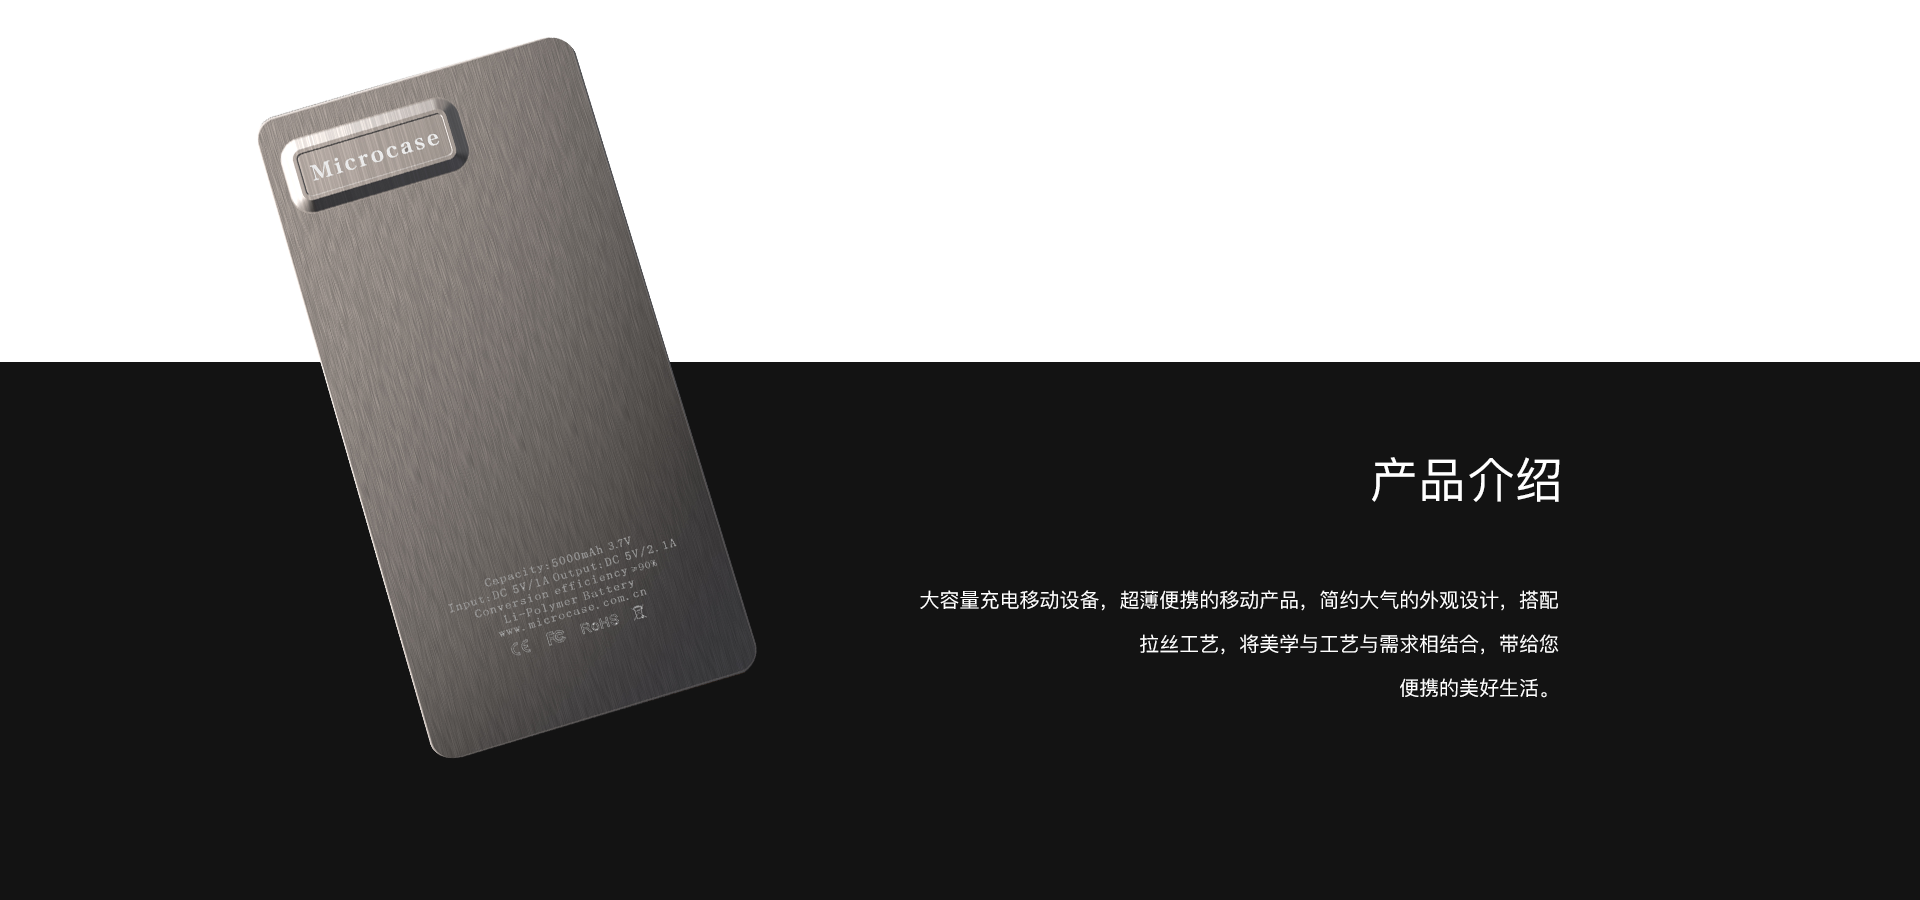 Microcase
Capacity:5000mAh 3.7V
Input:DC 5V/1A Output:DC 5V/2.1A
Conversion efficiency ≥90%
Li-Polymer Battery
www.microcase.com.cn
CE FC RoHS
产品介绍
大容量充电移动设备，超薄便携的移动产品，简约大气的外观设计，搭配
拉丝工艺，将美学与工艺与需求相结合，带给您
便携的美好生活。